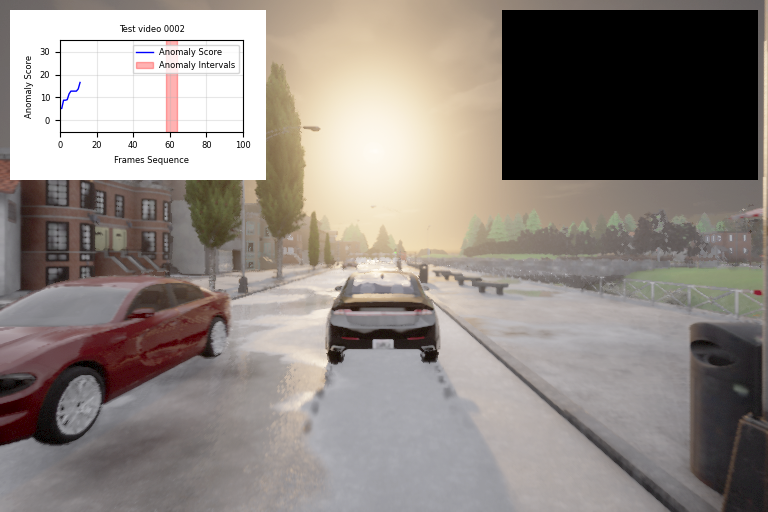 Test video 0002
Anomaly Score
Anomaly Intervals
Anomaly Score
30
20
10
0
0 20 40 60 80 100
Frames Sequence